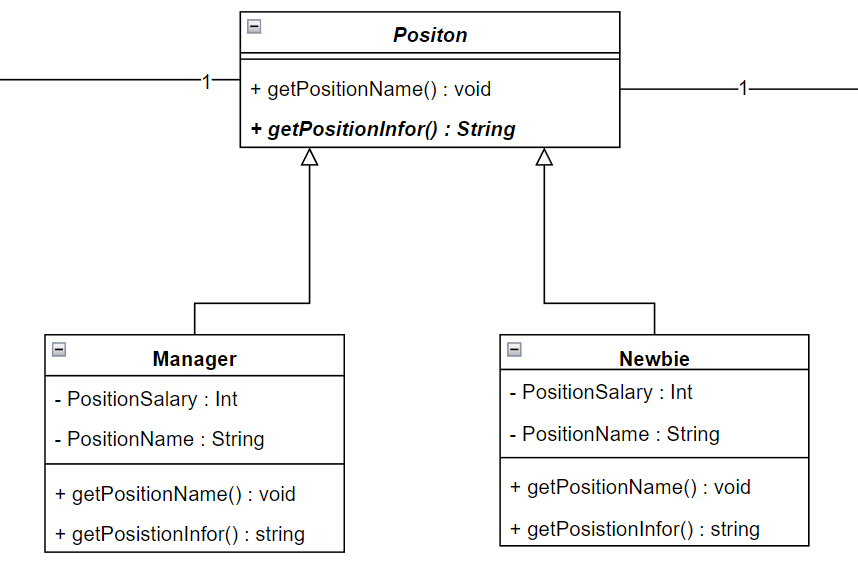 Positon
1
+ getPositionName() : void
1
+ getPositionInfor() : String
Manager
- PositionSalary : Int
- PositionName : String
+ getPositionName() : void
+ getPosistionInfor() : string
Newbie
- PositionSalary : Int
- PositionName : String
+ getPositionName() : void
+ getPosistionInfor() : string